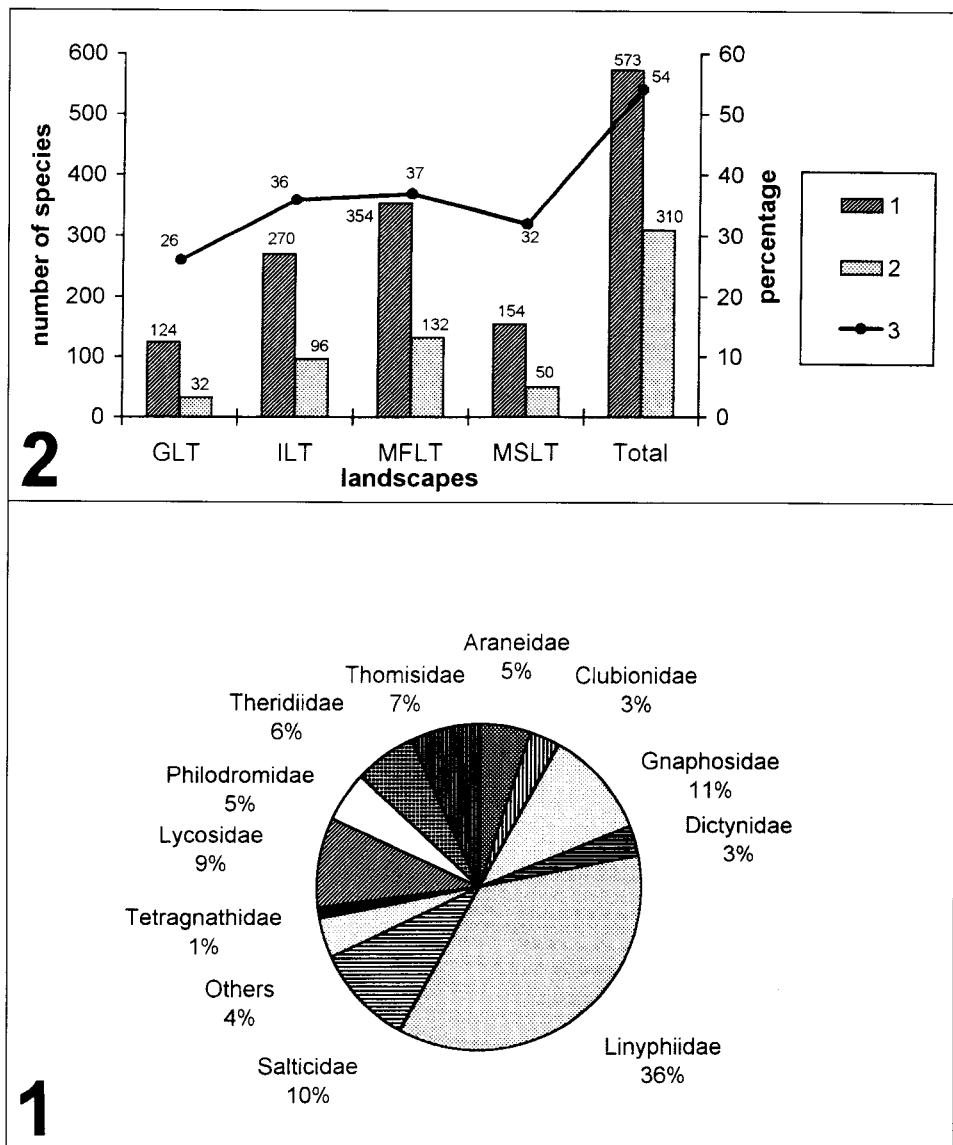 600
500
400
300
200
100
0
number of species
124
32
26
270
96
36
354
132
37
154
50
32
573
310
54
60
50
40
30
20
10
0
percentage
GLT ILT MFLT MSLT Total
landscapes
1
2
3
2
Araneidae
5%
Clubionidae
3%
Gnaphosidae
11%
Dictynidae
3%
Linyphiidae
36%
Salticidae
10%
Others
4%
Tetragnathidae
1%
Lycosidae
9%
Philodromidae
5%
Theridiidae
6%
Thomisidae
7%
1